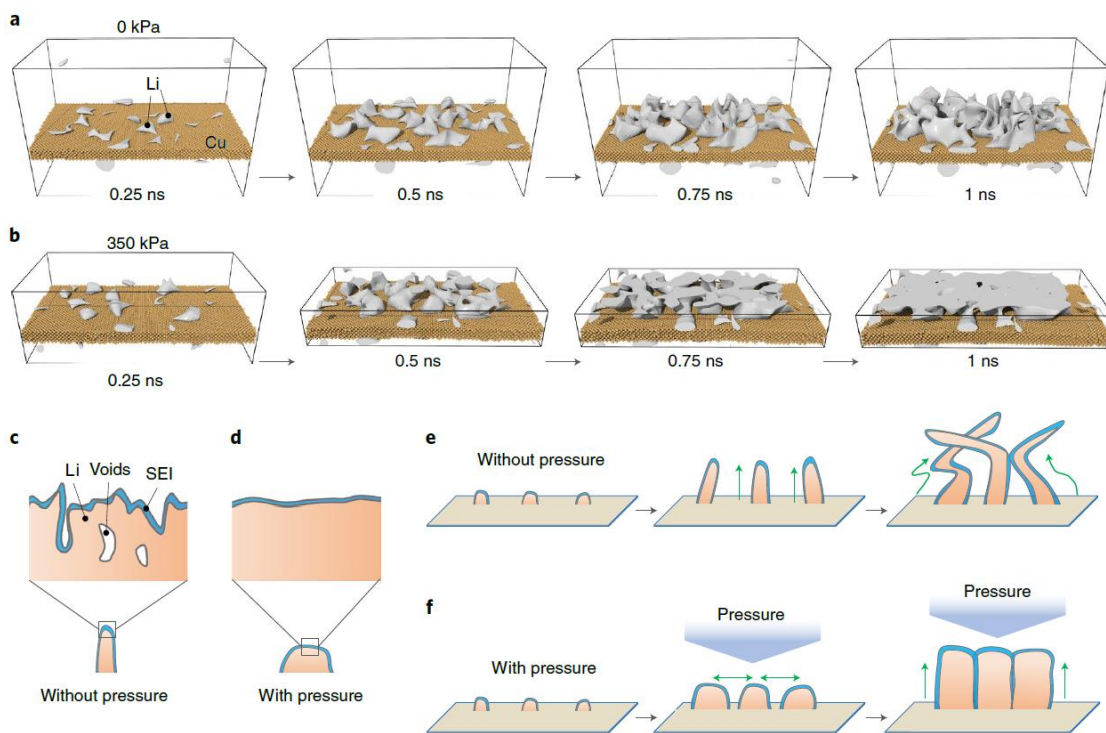 a
0 kPa
Li
Cu
0.25 ns
0.5 ns
0.75 ns
1 ns
b
350 kPa
0.25 ns
0.5 ns
0.75 ns
1 ns
c
Li
Voids
SEI
Without pressure
d
With pressure
e
Without pressure
f
With pressure
Pressure
Pressure